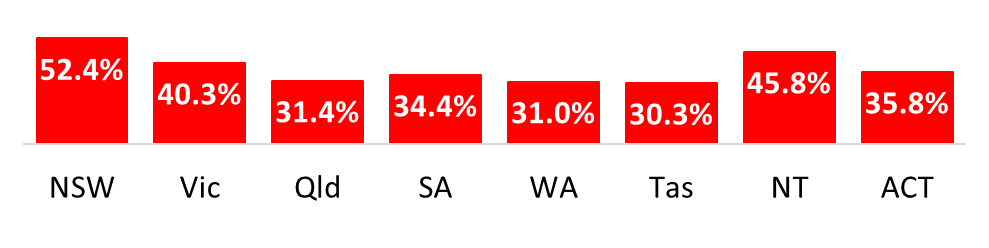 52.4% 40.3% 31.4% 34.4% 31.0% 30.3% 45.8% 35.8%
NSW Vic Qld SA WA Tas NT ACT